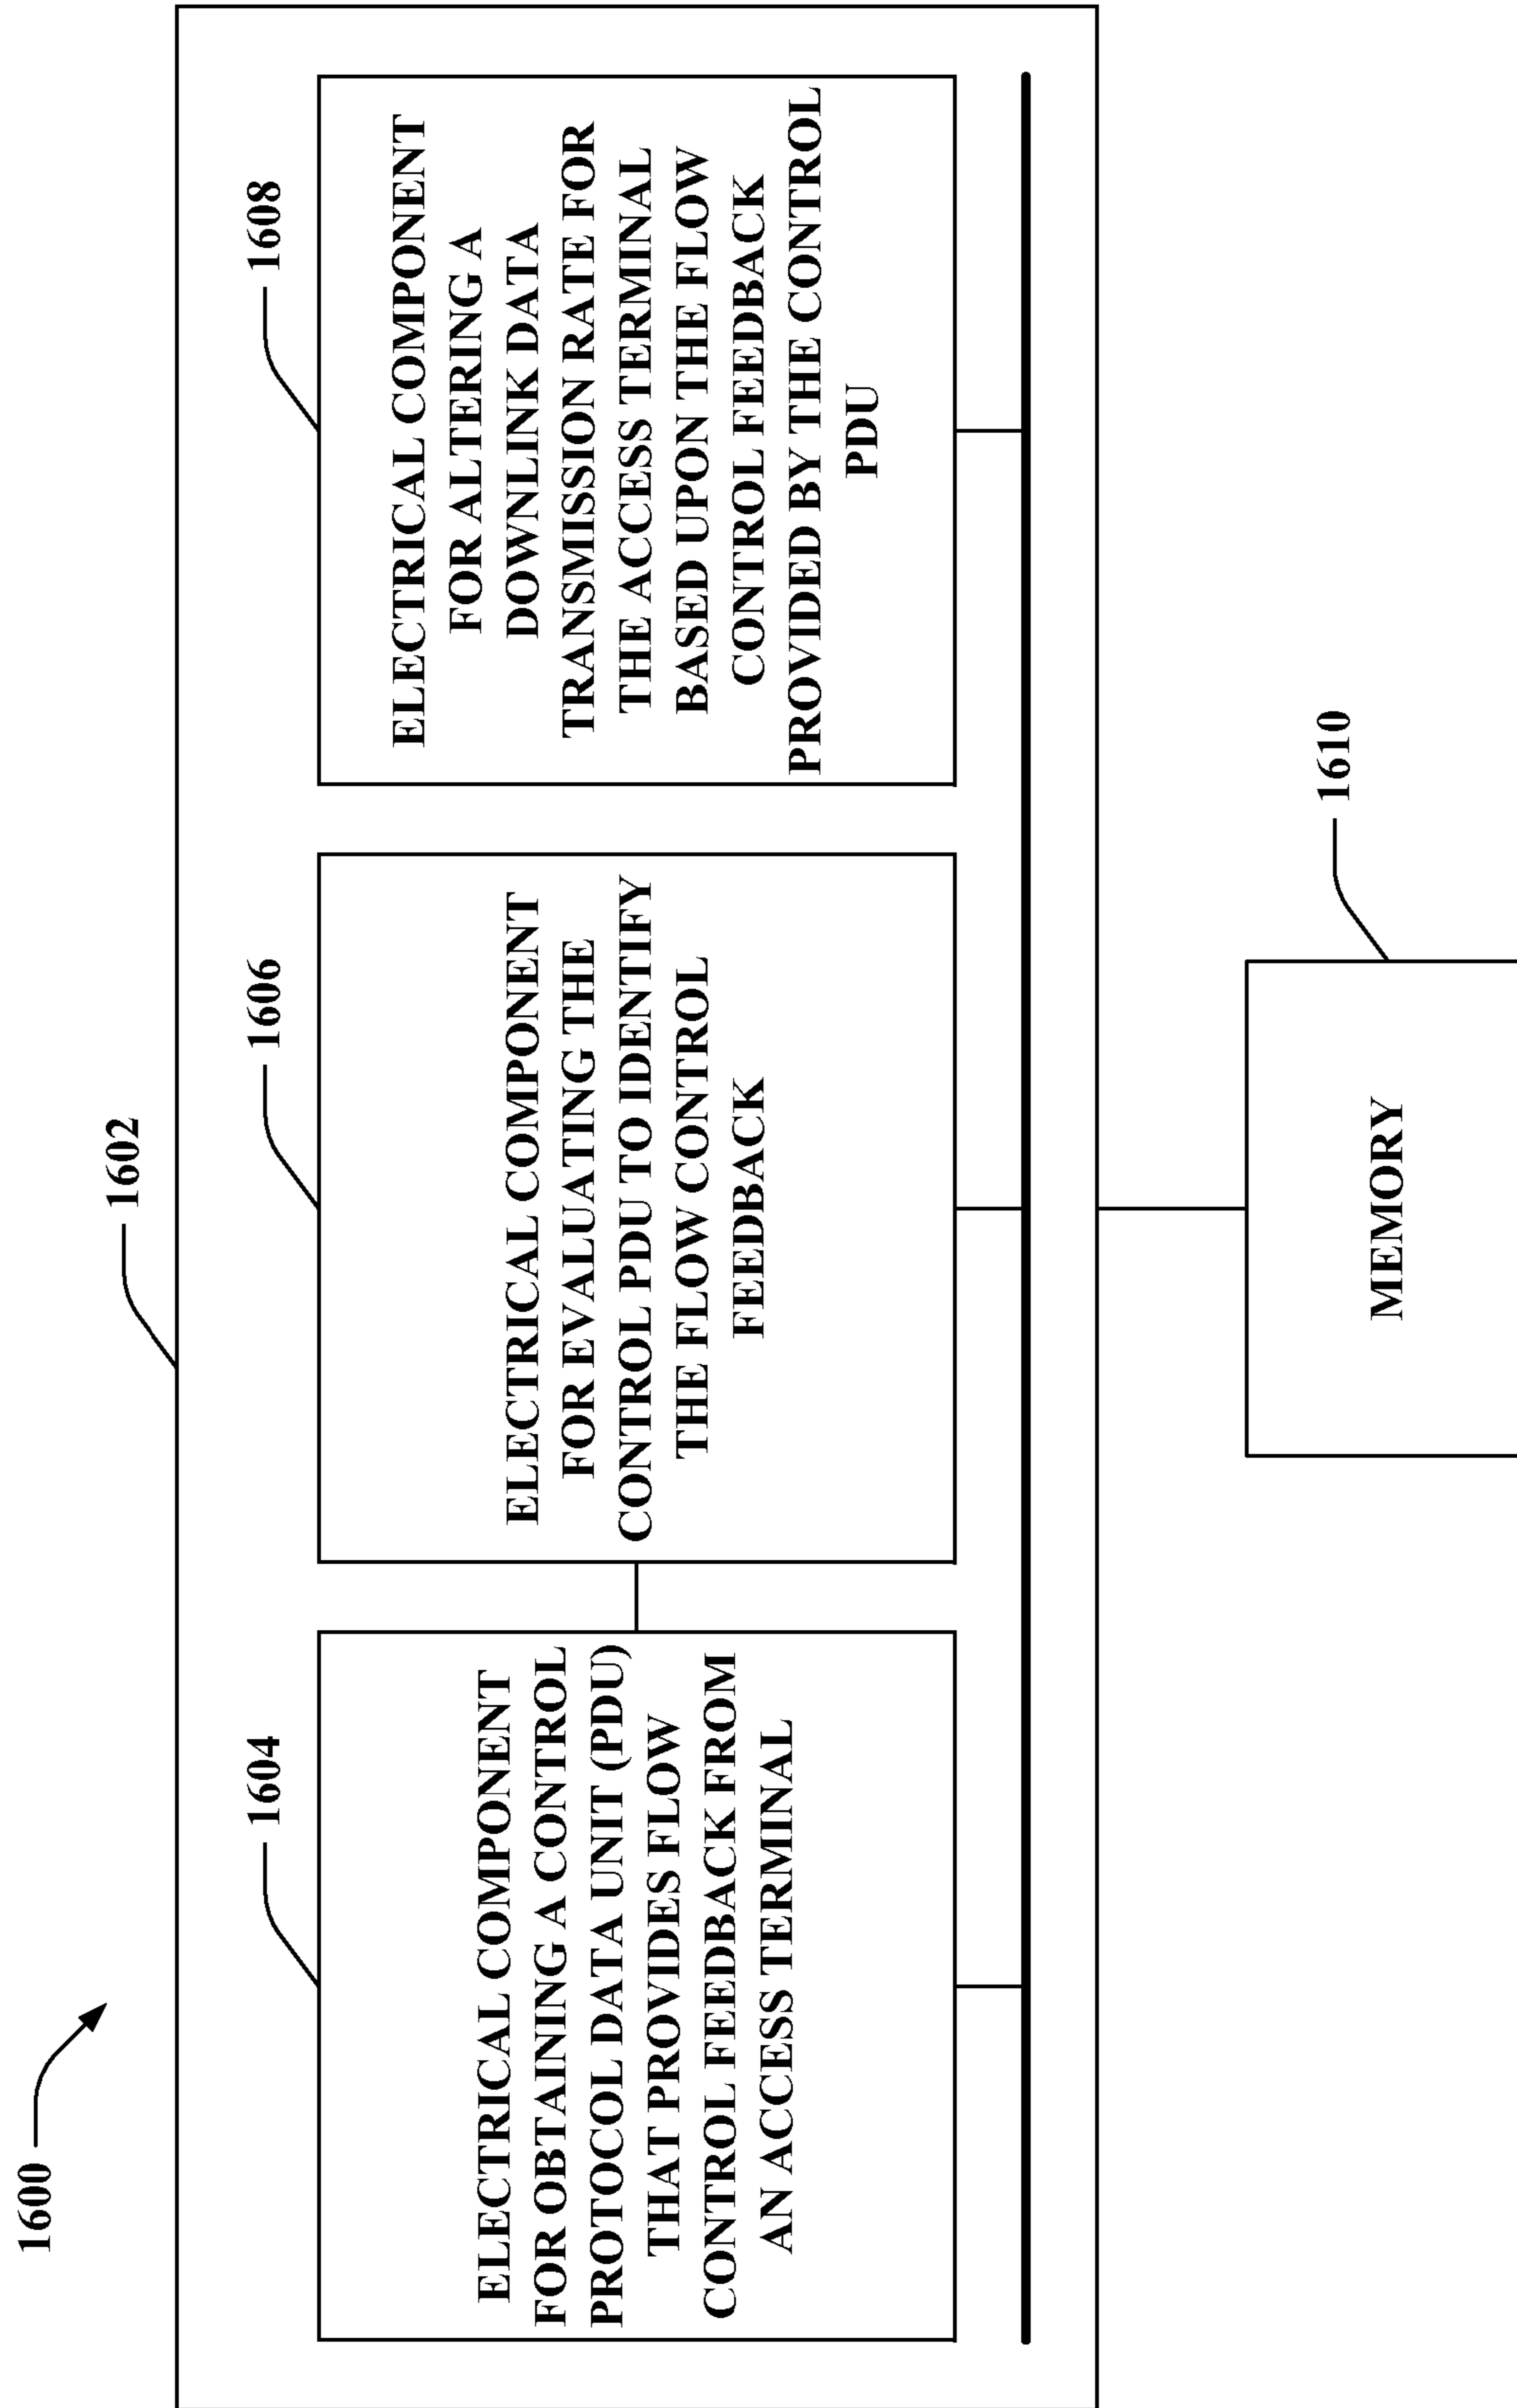 1600
1602
1604
ELECTRICAL COMPONENT
FOR OBTAINING A CONTROL
PROTOCOL DATA UNIT (PDU)
THAT PROVIDES FLOW
CONTROL FEEDBACK FROM
AN ACCESS TERMINAL
1606
ELECTRICAL COMPONENT
FOR EVALUATING THE
CONTROL PDU TO IDENTIFY
THE FLOW CONTROL
FEEDBACK
1608
ELECTRICAL COMPONENT
FOR ALTERING A
DOWNLINK DATA
TRANSMISSION RATE FOR
THE ACCESS TERMINAL
BASED UPON THE FLOW
CONTROL FEEDBACK
PROVIDED BY THE CONTROL
PDU
1610
MEMORY